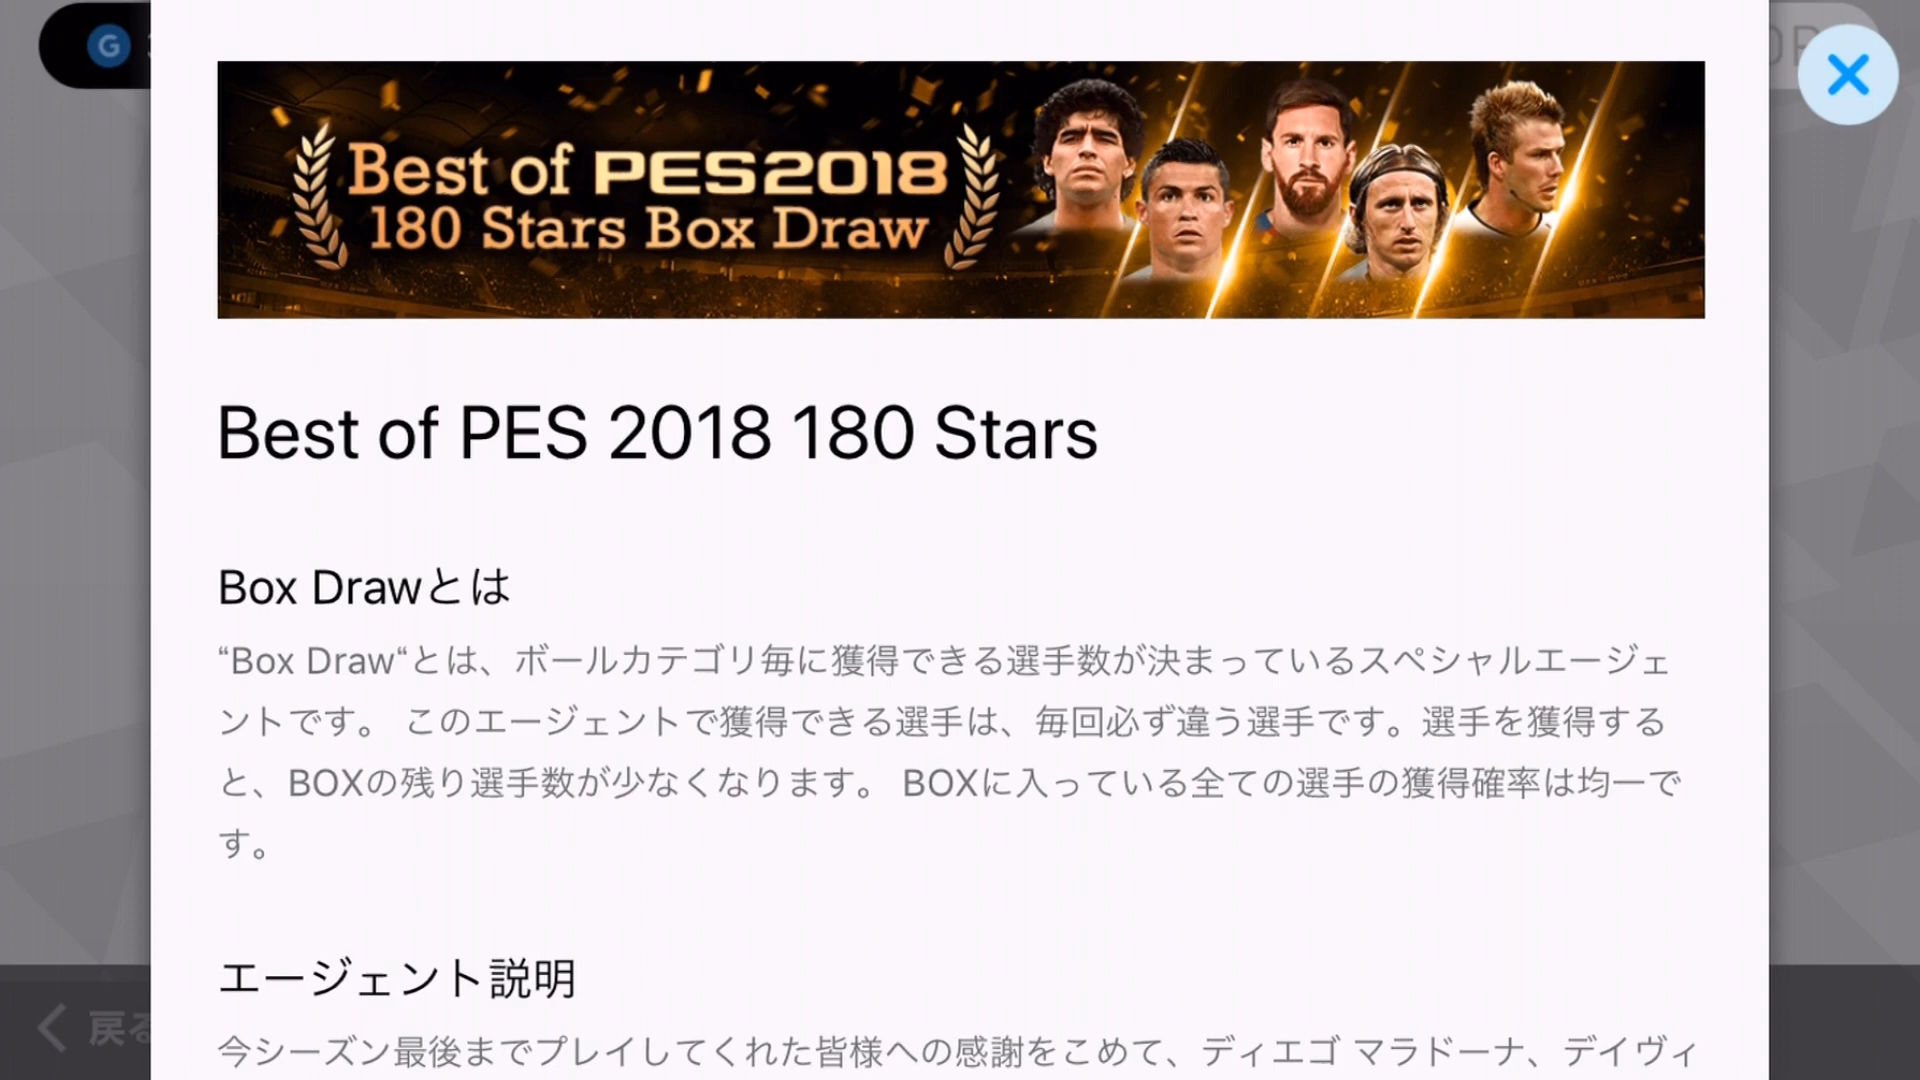 G
Best of PES2018
180 Stars Box Draw
Best of PES 2018 180 Stars
Box Drawとは
“Box Draw“とは、ボールカテゴリ毎に獲得できる選手数が決まっているスペシャルエージェ
ントです。 このエージェントで獲得できる選手は、毎回必ず違う選手です。選手を獲得する
と、BOXの残り選手数が少なくなります。 BOXに入っている全ての選手の獲得確率は均一で
す。
エージェント説明
今シーズン最後までプレイしてくれた皆様への感謝をこめて、ディエゴ マラドーナ、デイヴィ
戻る